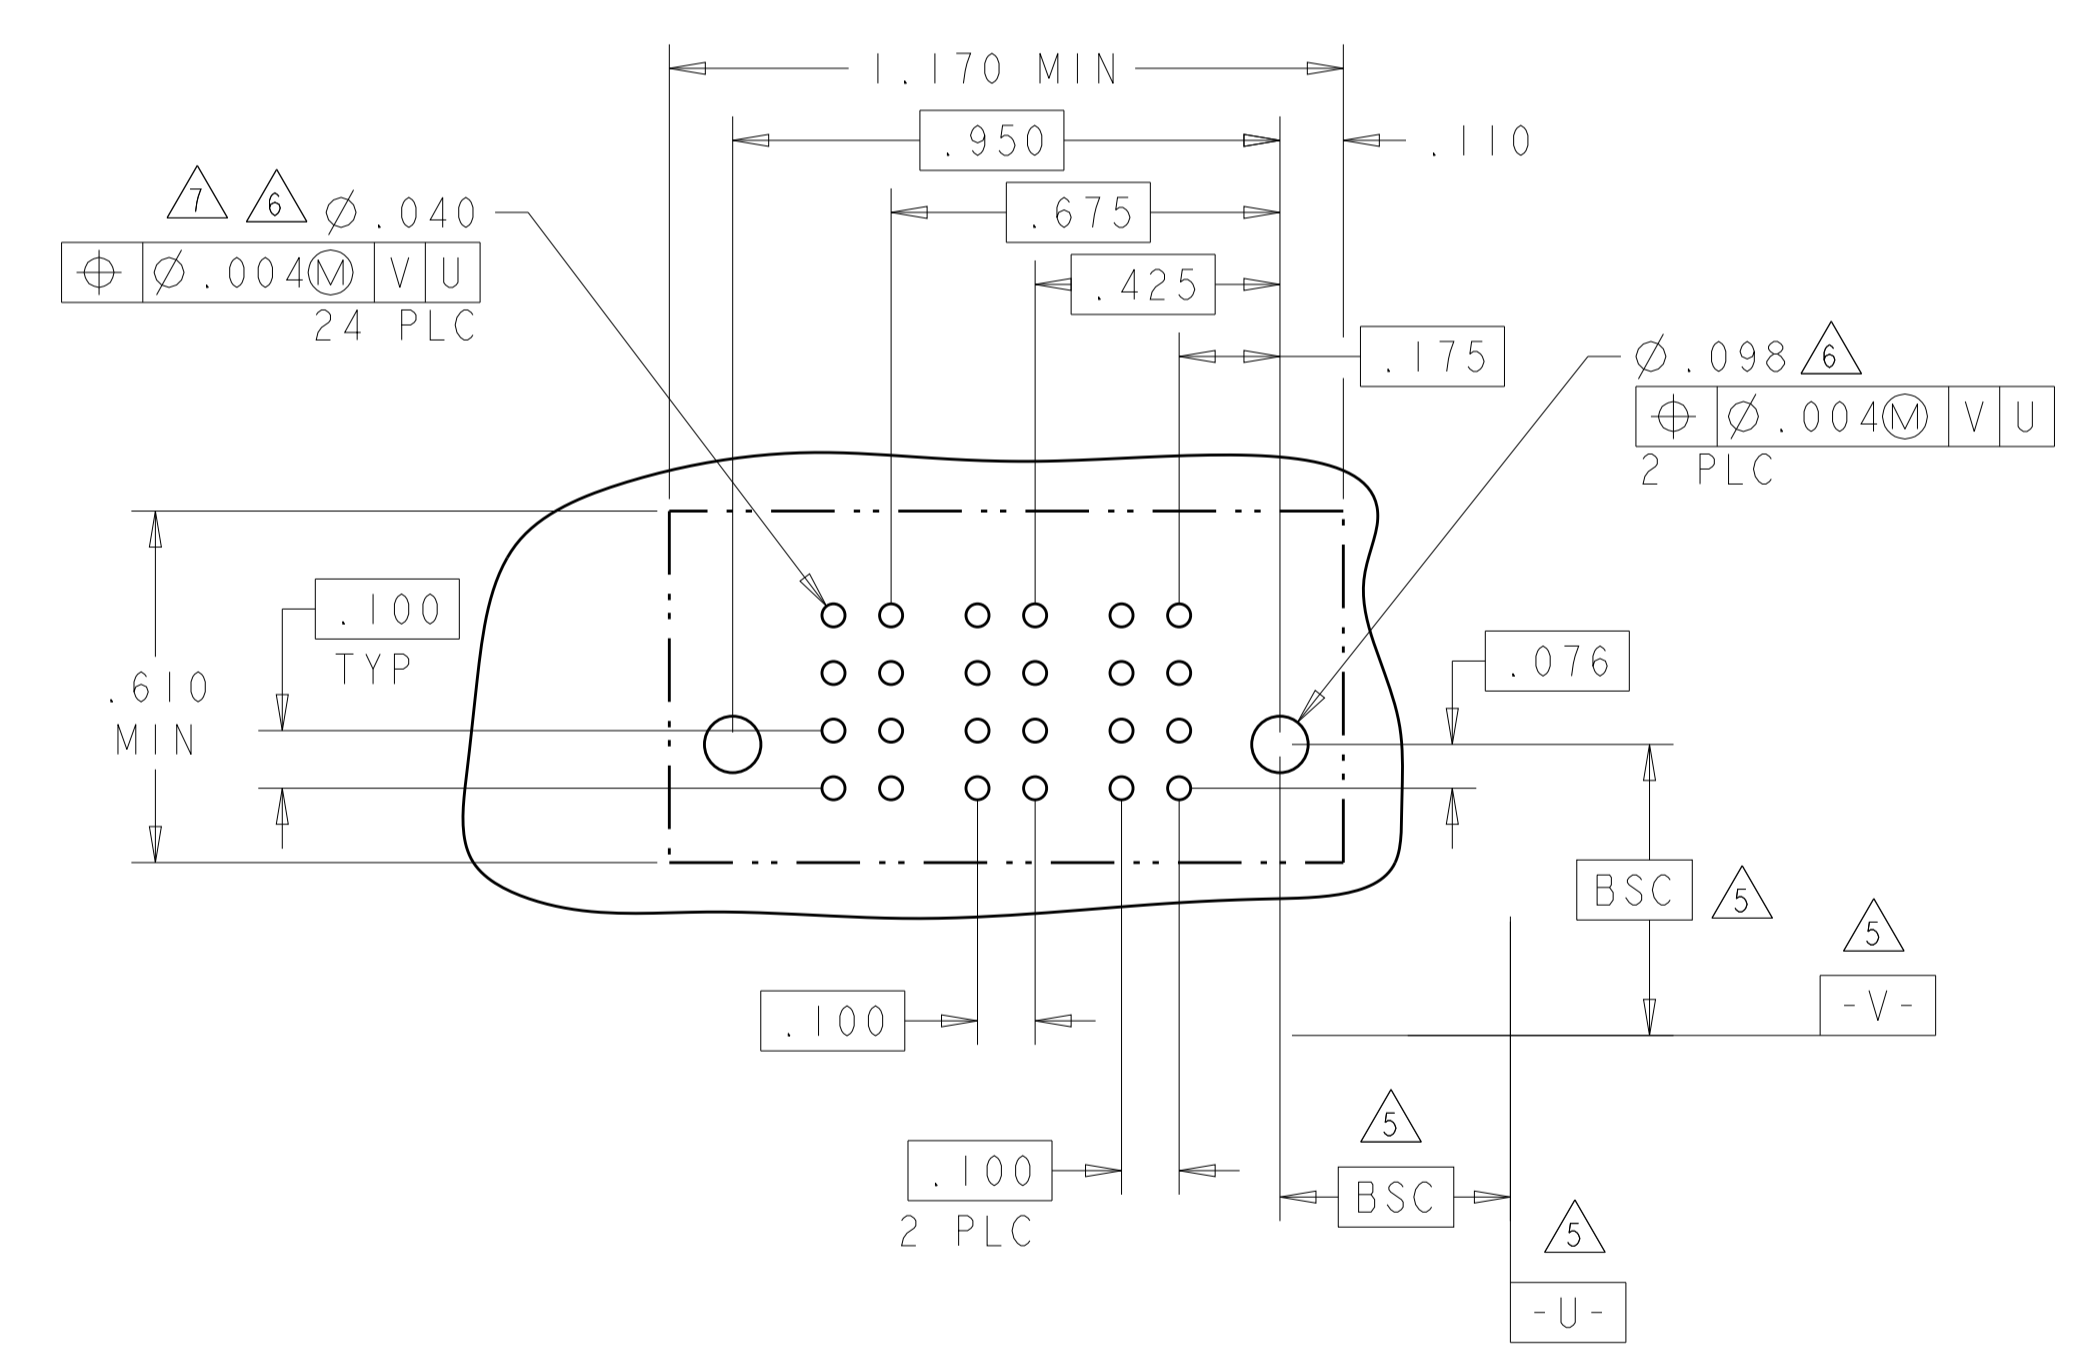 1.170 MIN
.950
.110
7 6 Ø.040
.675
⌖ Ø.004Ⓜ V U
24 PLC
.425
.175
Ø.098 6
⌖ Ø.004Ⓜ V U
2 PLC
.100
TYP
.610
MIN
.076
BSC 5
5
-V-
.100
5
.100
2 PLC
BSC
5
-U-